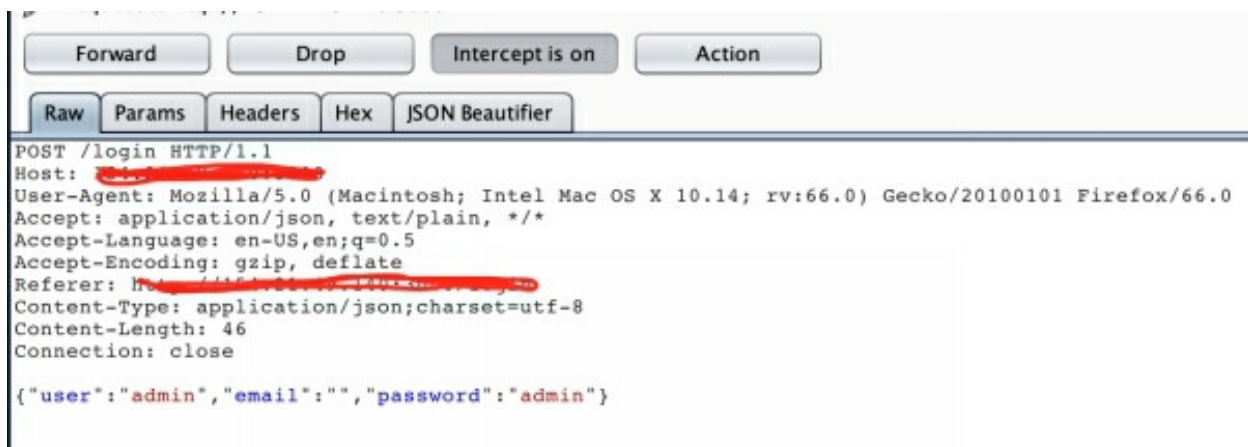 Forward Drop Intercept is on Action
Raw Params Headers Hex JSON Beautifier
POST /login HTTP/1.1
Host:
User-Agent: Mozilla/5.0 (Macintosh; Intel Mac OS X 10.14; rv:66.0) Gecko/20100101 Firefox/66.0
Accept: application/json, text/plain, */*
Accept-Language: en-US,en;q=0.5
Accept-Encoding: gzip, deflate
Referer:
Content-Type: application/json;charset=utf-8
Content-Length: 46
Connection: close
{"user":"admin","email":"","password":"admin"}